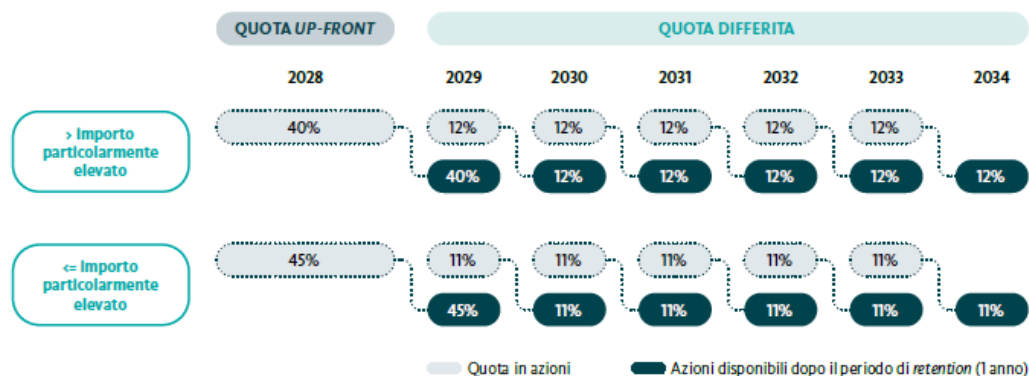 QUOTA UP-FRONT QUOTA DIFFERITA
2028 2029 2030 2031 2032 2033 2034
> Importo
particolarmente
elevato
40% 12% 12% 12% 12% 12%
40% 12% 12% 12% 12% 12%
<= Importo
particolarmente
elevato
45% 11% 11% 11% 11% 11%
45% 11% 11% 11% 11% 11%
Quota in azioni Azioni disponibili dopo il periodo di retention (1 anno)